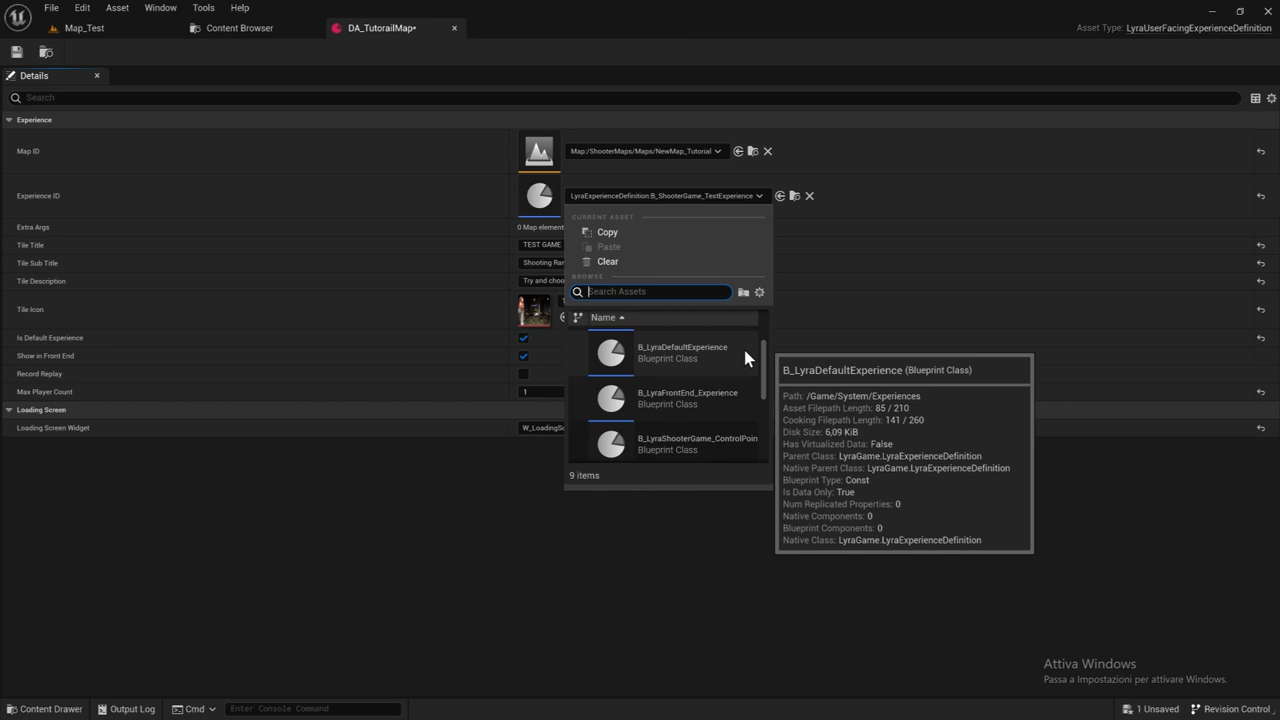 File Edit Asset Window Tools Help
Map_Test Content Browser DA_TutorailMap•
Asset Type: LyraUserFacingExperienceDefinition
Details
Search
Experience
Map ID
Map:/ShooterMaps/Maps/NewMap_Tutorial
Experience ID
LyraExperienceDefinition:B_ShooterGame_TestExperience
CURRENT ASSET
Copy
Paste
Clear
BROWSE
Search Assets
Name
B_LyraDefaultExperience
Blueprint Class
B_LyraFrontEnd_Experience
Blueprint Class
B_LyraShooterGame_ControlPoin
Blueprint Class
9 items
Extra Args
0 Map element
Tile Title
TEST GAME
Tile Sub Title
Shooting Ran
Tile Description
Try and choo
Tile Icon
Is Default Experience
Show in Front End
Record Replay
Max Player Count
1
Loading Screen
Loading Screen Widget
W_LoadingSc
B_LyraDefaultExperience (Blueprint Class)
Path: /Game/System/Experiences
Asset Filepath Length: 85 / 210
Cooking Filepath Length: 141 / 260
Disk Size: 6,09 KiB
Has Virtualized Data: False
Parent Class: LyraGame.LyraExperienceDefinition
Native Parent Class: LyraGame.LyraExperienceDefinition
Blueprint Type: Const
Is Data Only: True
Num Replicated Properties: 0
Native Components: 0
Blueprint Components: 0
Native Class: LyraGame.LyraExperienceDefinition
Attiva Windows
Passa a Impostazioni per attivare Windows.
Content Drawer Output Log Cmd Enter Console Command
1 Unsaved Revision Control